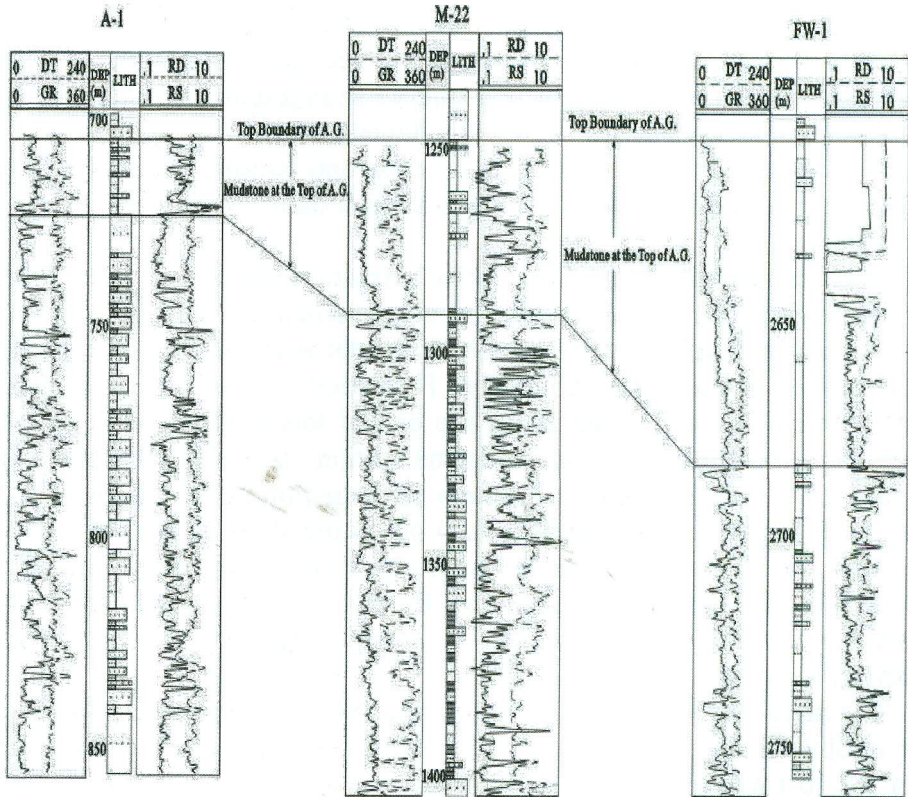 A-1
0 DT 240
0 GR 360
DEP
(m)
LITH
.1 RD 10
.1 RS 10
700
750
800
850
Top Boundary of A.G.
Mudstone at the Top of A.G.
M-22
0 DT 240
0 GR 360
DEP
(m)
LITH
.1 RD 10
.1 RS 10
1250
1300
1350
1400
Top Boundary of A.G.
Mudstone at the Top of A.G.
FW-1
0 DT 240
0 GR 360
DEP
(m)
LITH
.1 RD 10
.1 RS 10
2650
2700
2750